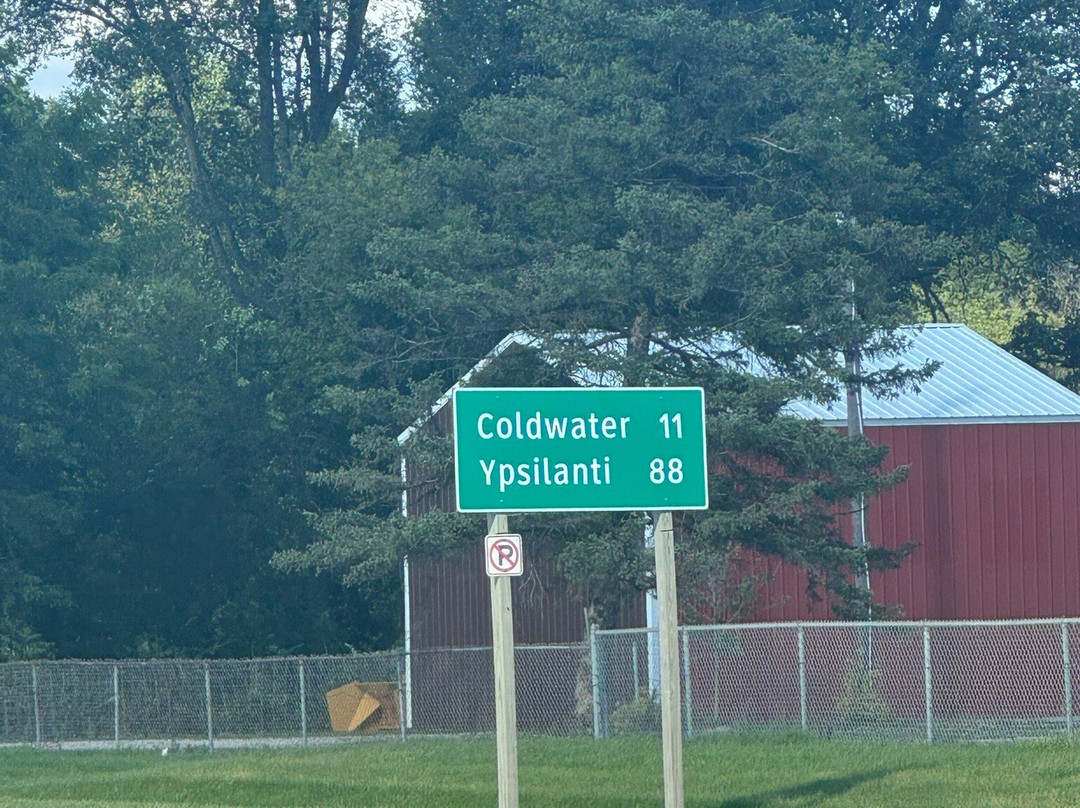 Coldwater 11
Ypsilanti 88
P